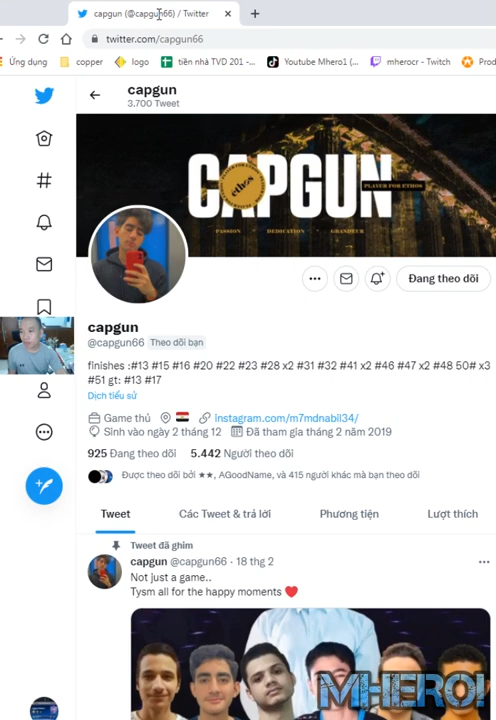 capgun (@capgun66) / Twitter
twitter.com/capgun66
Ứng dụng
copper
logo
tiền nhà TVD 201 -...
Youtube Mhero1 (...
mherocr - Twitch
Prod
capgun
3.700 Tweet
CAPGUN
ethos
PLAYER FOR ETHOS
PASSION DEDICATION GRANDEUR
Đang theo dõi
capgun
@capgun66 Theo dõi bạn
finishes :#13 #15 #16 #20 #22 #23 #28 x2 #31 #32 #41 x2 #46 #47 x2 #48 50# x3
#51 gt: #13 #17
Dịch tiểu sử
Game thủ instagram.com/m7mdnabil34/
Sinh vào ngày 2 tháng 12 Đã tham gia tháng 2 năm 2019
925 Đang theo dõi 5.442 Người theo dõi
Được theo dõi bởi ★★, AGoodName, và 415 người khác mà bạn theo dõi
Tweet Các Tweet & trả lời Phương tiện Lượt thích
Tweet đã ghim
capgun @capgun66 · 18 thg 2
Not just a game..
Tysm all for the happy moments ❤️
MHERO!